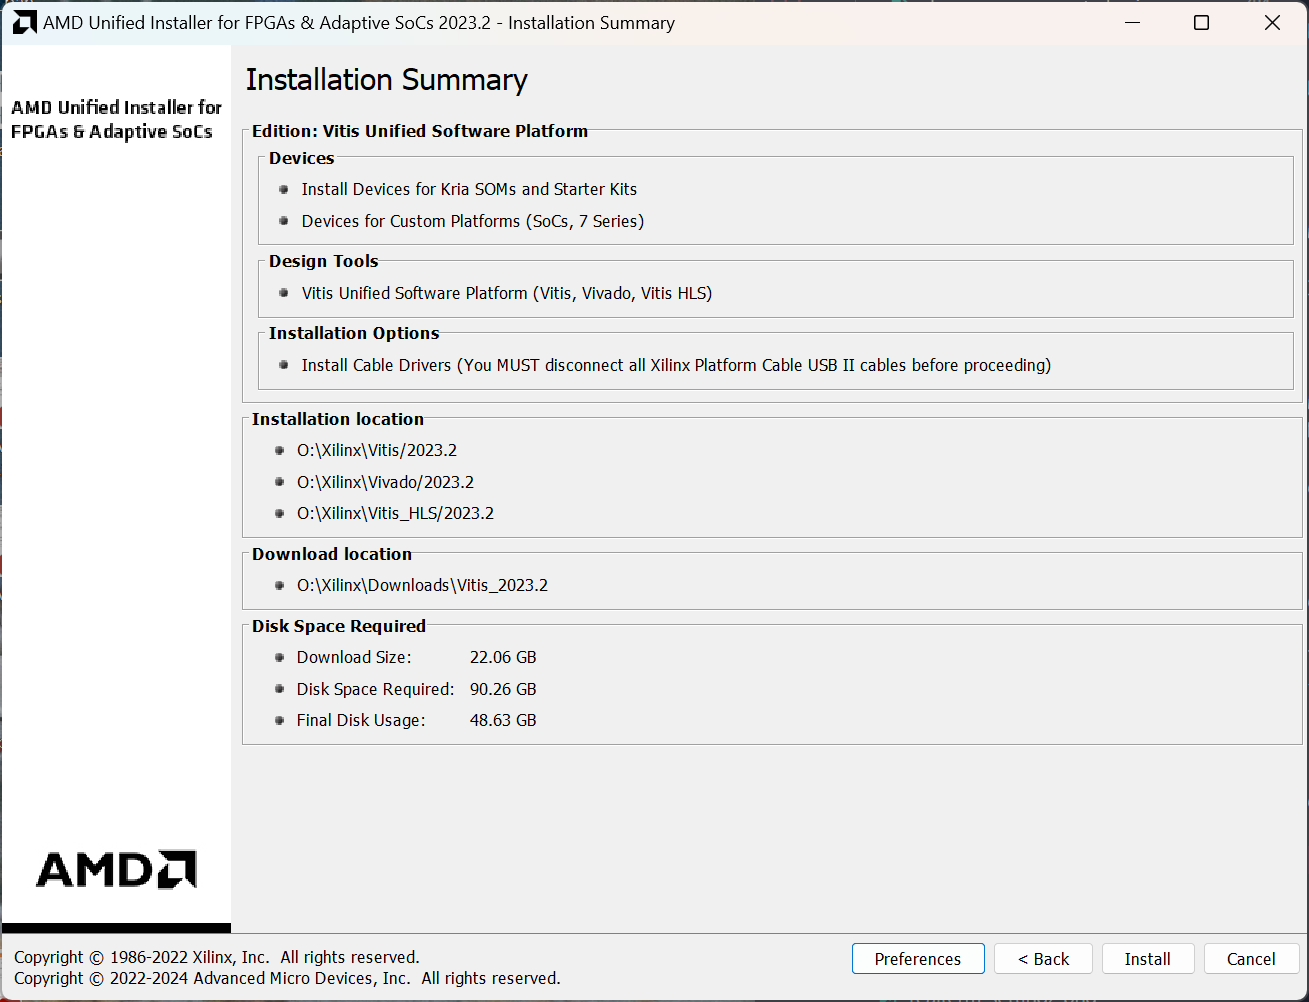 AMD Unified Installer for FPGAs & Adaptive SoCs 2023.2 - Installation Summary
AMD Unified Installer for
FPGAs & Adaptive SoCs
Installation Summary
Edition: Vitis Unified Software Platform
Devices
Install Devices for Kria SOMs and Starter Kits
Devices for Custom Platforms (SoCs, 7 Series)
Design Tools
Vitis Unified Software Platform (Vitis, Vivado, Vitis HLS)
Installation Options
Install Cable Drivers (You MUST disconnect all Xilinx Platform Cable USB II cables before proceeding)
Installation location
O:\Xilinx\Vitis/2023.2
O:\Xilinx\Vivado/2023.2
O:\Xilinx\Vitis_HLS/2023.2
Download location
O:\Xilinx\Downloads\Vitis_2023.2
Disk Space Required
Download Size: 22.06 GB
Disk Space Required: 90.26 GB
Final Disk Usage: 48.63 GB
AMD
Copyright © 1986-2022 Xilinx, Inc. All rights reserved.
Copyright © 2022-2024 Advanced Micro Devices, Inc. All rights reserved.
Preferences < Back Install Cancel